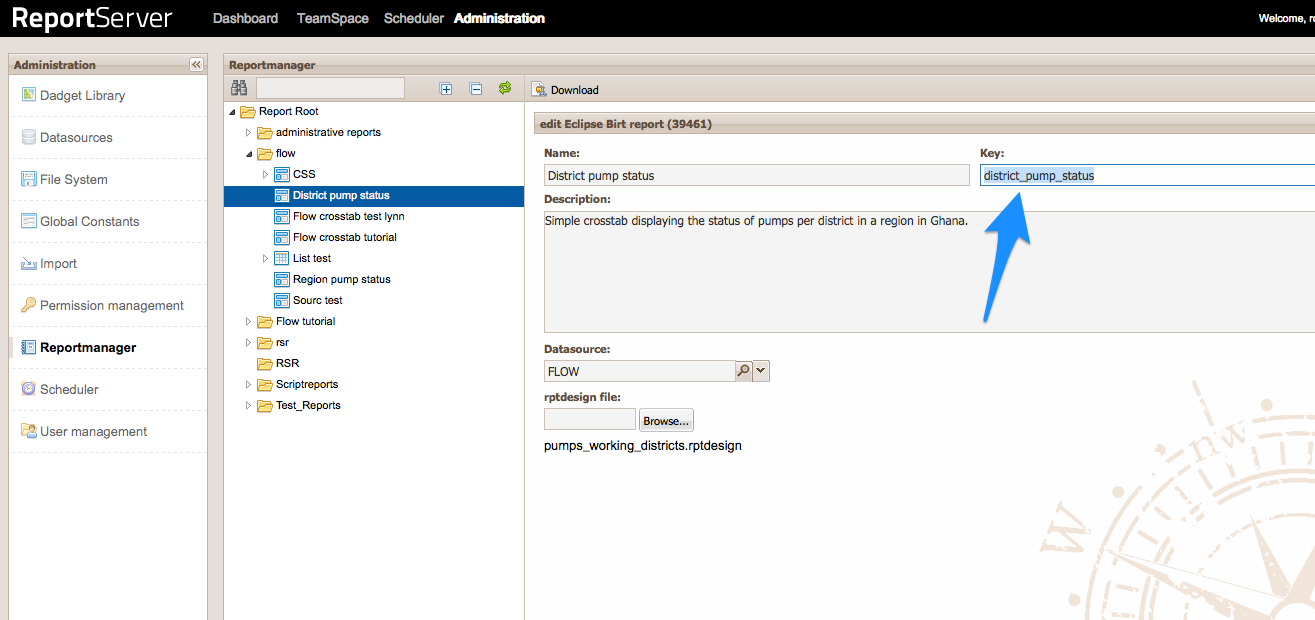 ReportServer Dashboard TeamSpace Scheduler Administration Welcome,
Administration
Dadget Library
Datasources
File System
Global Constants
Import
Permission management
Reportmanager
Scheduler
User management
Reportmanager
Report Root
administrative reports
flow
CSS
District pump status
Flow crosstab test lynn
Flow crosstab tutorial
List test
Region pump status
Sourc test
Flow tutorial
rsr
RSR
Scriptreports
Test_Reports
Download
edit Eclipse Birt report (39461)
Name: Key:
District pump status district_pump_status
Description:
Simple crosstab displaying the status of pumps per district in a region in Ghana.
Datasource:
FLOW
rptdesign file:
Browse...
pumps_working_districts.rptdesign
nw
W